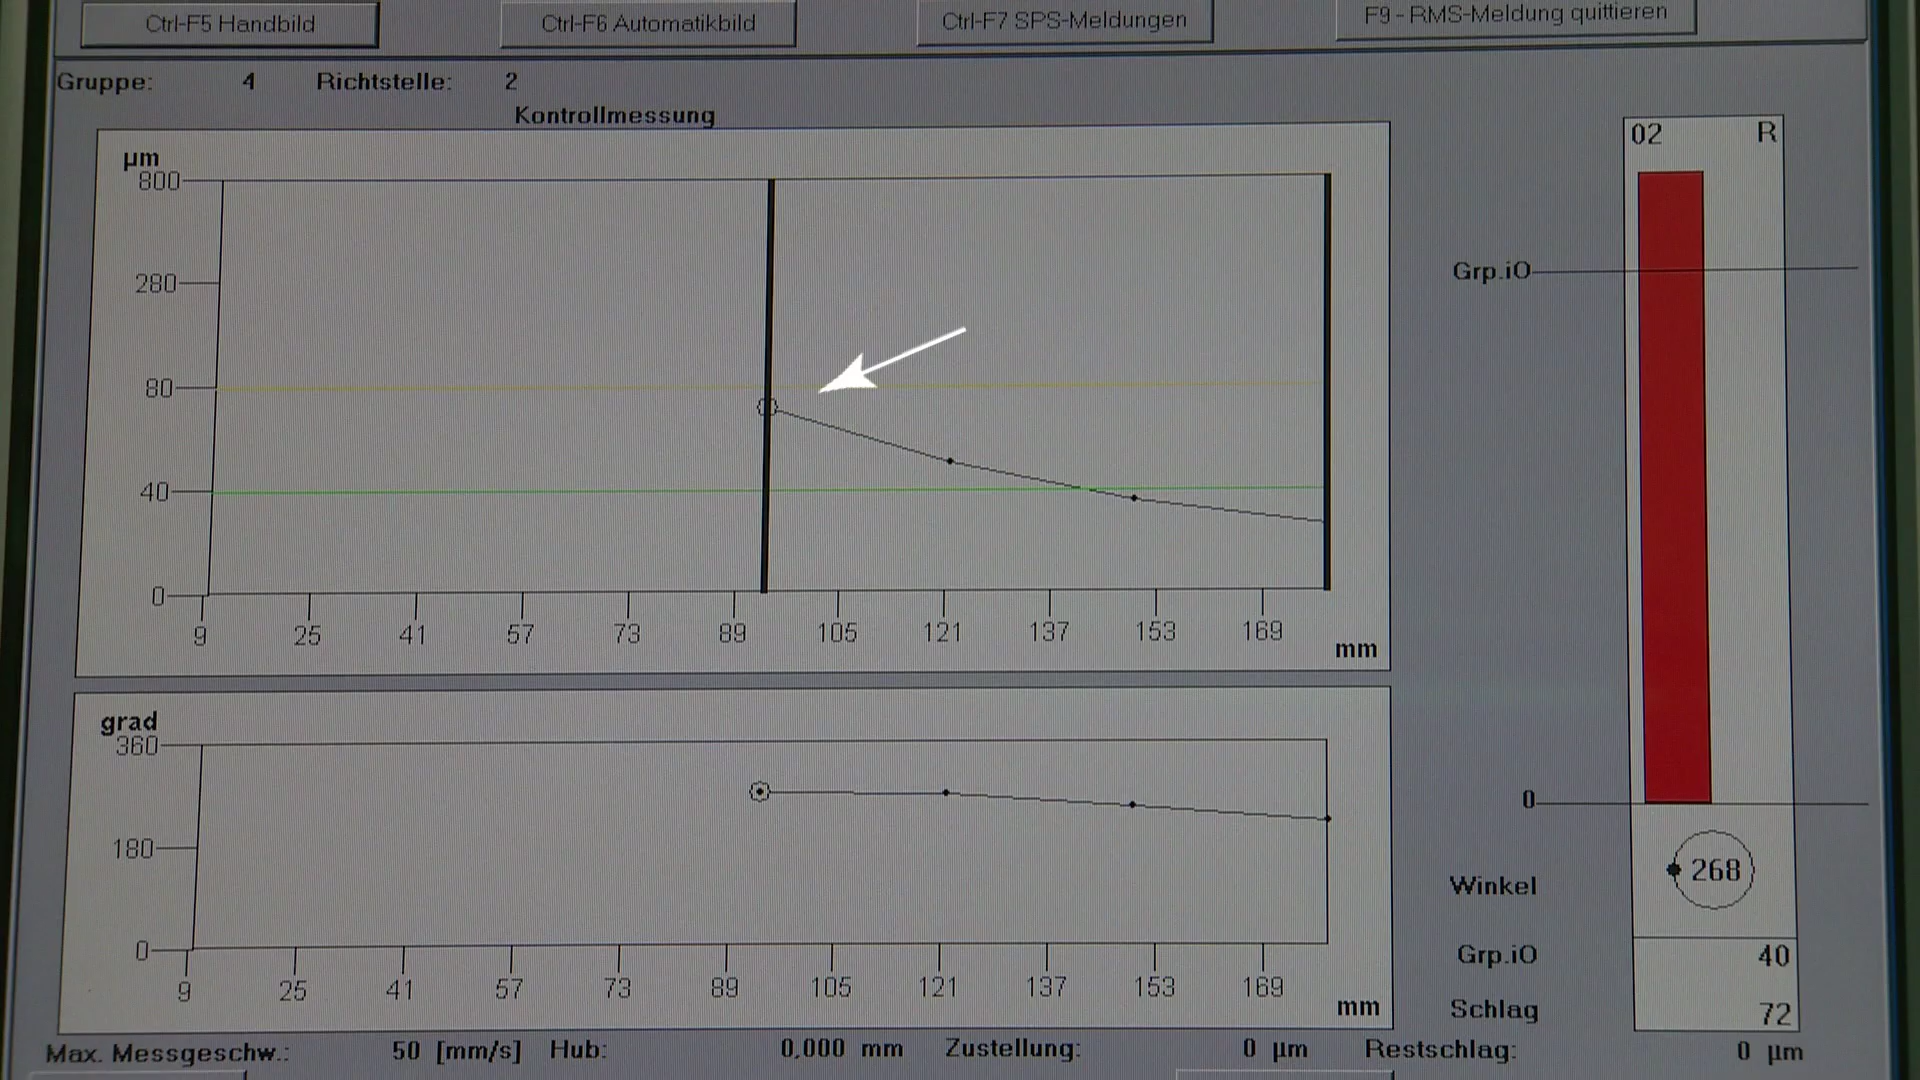 Ctrl-F5 Handbild Ctrl-F6 Automatikbild Ctrl-F7 SPS-Meldungen F9 - RMS-Meldung quittieren
Gruppe: 4 Richtstelle: 2
Kontrollmessung
µm
800
280
80
40
0
9 25 41 57 73 89 105 121 137 153 169
mm
grad
360
180
0
9 25 41 57 73 89 105 121 137 153 169
mm
02 R
Grp.iO
0
Winkel 268
Grp.iO 40
Schlag 72
Max. Messgeschw.: 50 [mm/s] Hub: 0,000 mm Zustellung: 0 µm Restschlag: 0 µm